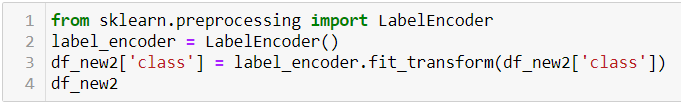 1 from sklearn.preprocessing import LabelEncoder
2 label_encoder = LabelEncoder()
3 df_new2['class'] = label_encoder.fit_transform(df_new2['class'])
4 df_new2